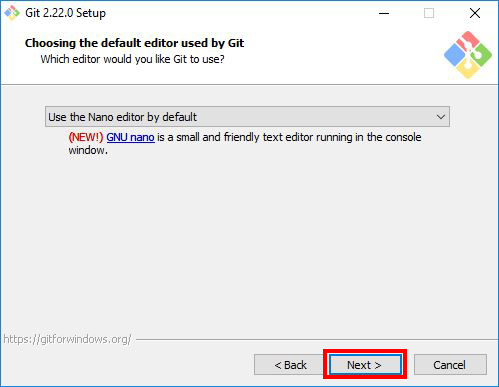 Git 2.22.0 Setup
Choosing the default editor used by Git
Which editor would you like Git to use?
Use the Nano editor by default
(NEW!) GNU nano is a small and friendly text editor running in the console
window.
https://gitforwindows.org/
< Back
Next >
Cancel